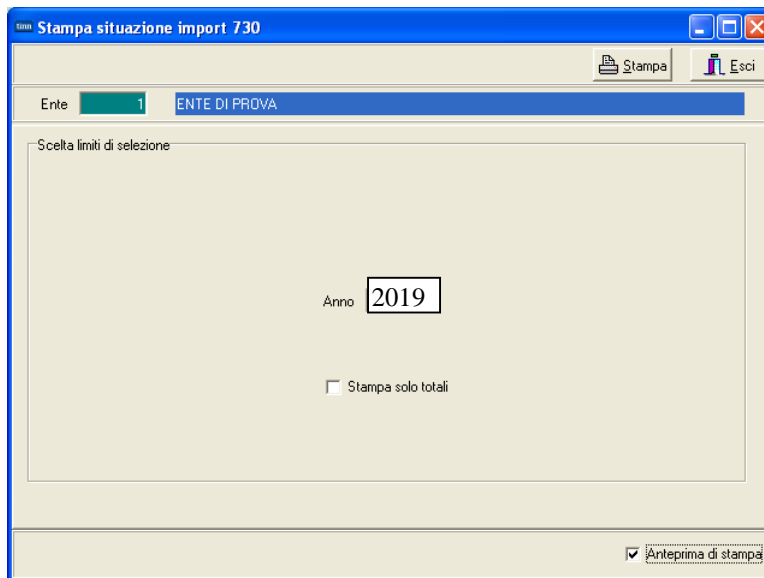 tinn Stampa situazione import 730
Stampa Esci
Ente 1 ENTE DI PROVA
Scelta limiti di selezione
Anno 2019
Stampa solo totali
Anteprima di stampa